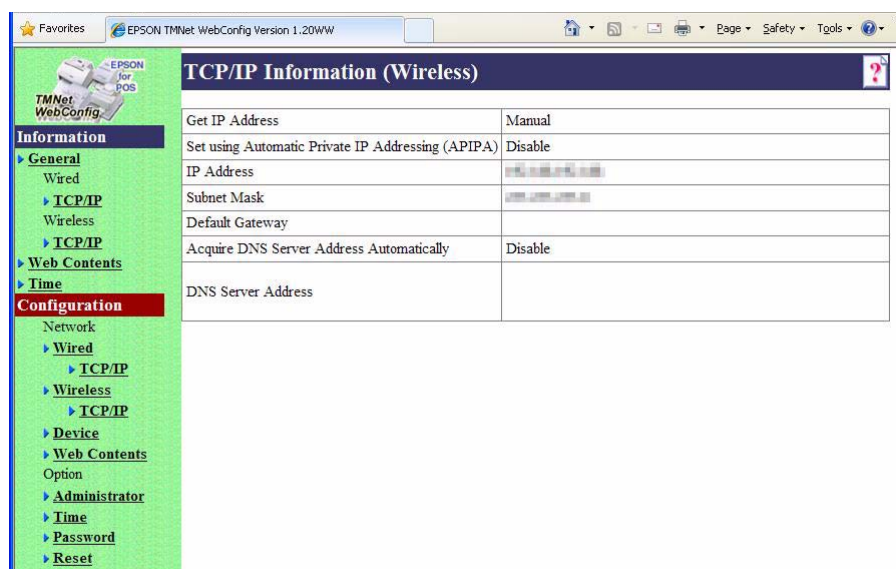 Favorites
EPSON TMNet WebConfig Version 1.20WW
Page
Safety
Tools
EPSON
for
POS
TMNet
WebConfig
Information
General
Wired
TCP/IP
Wireless
TCP/IP
Web Contents
Time
Configuration
Network
Wired
TCP/IP
Wireless
TCP/IP
Device
Web Contents
Option
Administrator
Time
Password
Reset
TCP/IP Information (Wireless)
?
Get IP Address Manual
Set using Automatic Private IP Addressing (APIPA) Disable
IP Address
Subnet Mask
Default Gateway
Acquire DNS Server Address Automatically Disable
DNS Server Address